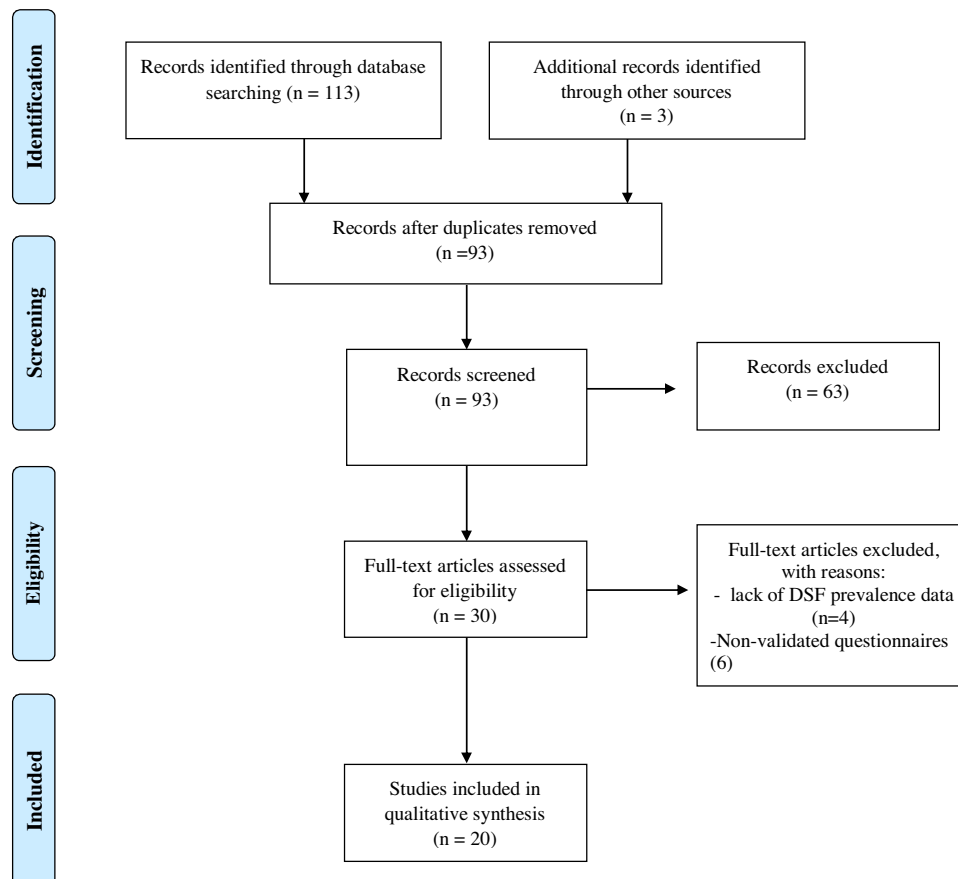 Identification
Records identified through database
searching (n = 113)
Additional records identified
through other sources
(n = 3)
Records after duplicates removed
(n =93)
Screening
Records screened
(n = 93)
Records excluded
(n = 63)
Eligibility
Full-text articles assessed
for eligibility
(n = 30)
Full-text articles excluded,
with reasons:
- lack of DSF prevalence data
(n=4)
-Non-validated questionnaires
(6)
Included
Studies included in
qualitative synthesis
(n = 20)